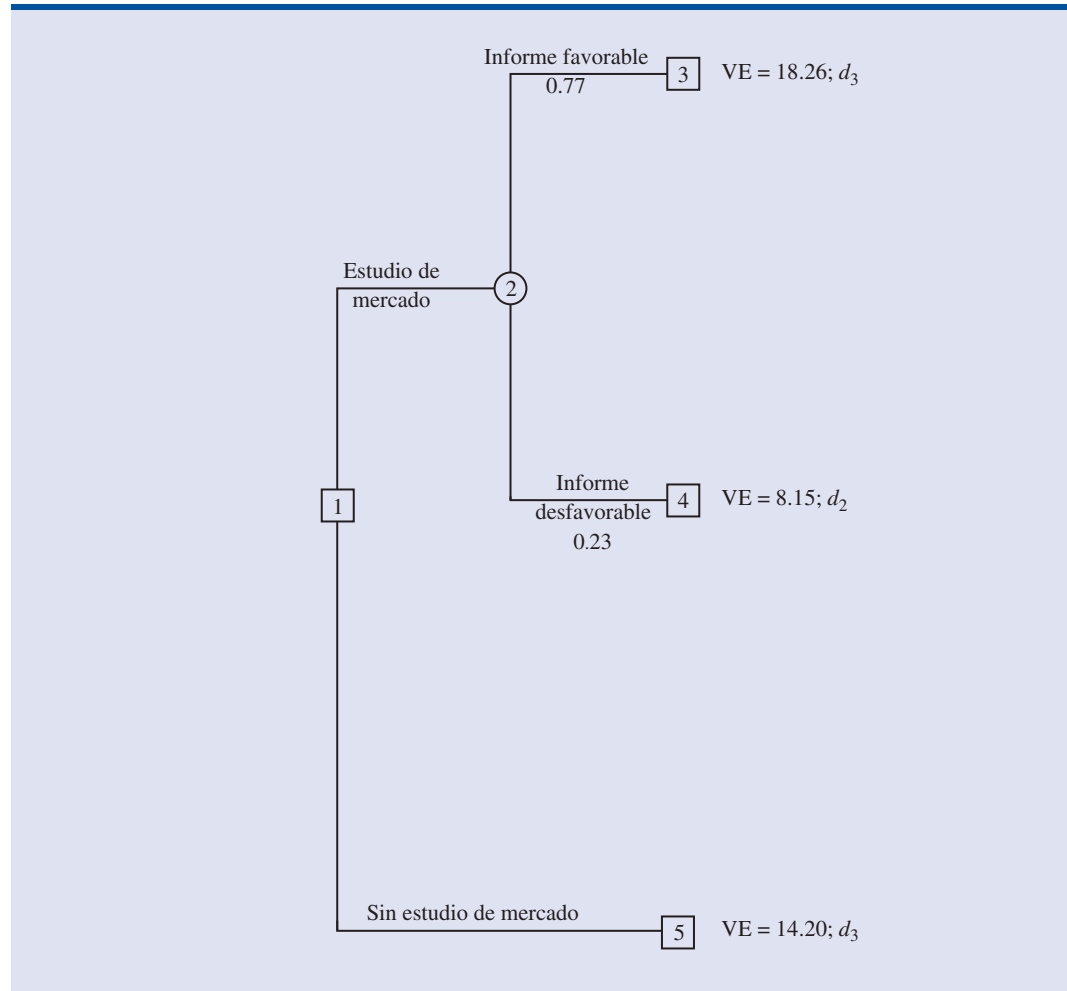 Informe favorable
0.77
3 VE = 18.26; d3
Estudio de
mercado
2
Informe
desfavorable
0.23
4 VE = 8.15; d2
1
Sin estudio de mercado
5 VE = 14.20; d3